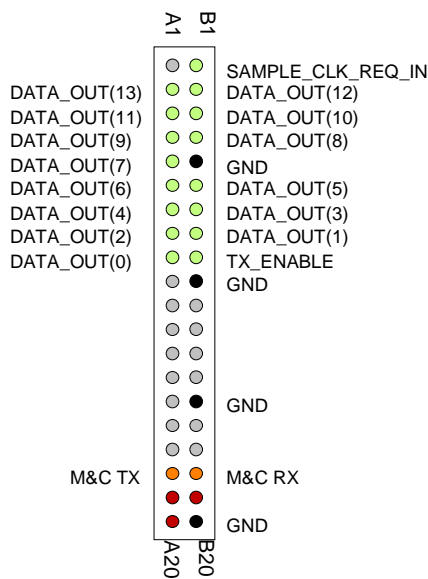 A1 B1
SAMPLE_CLK_REQ_IN
DATA_OUT(13) DATA_OUT(12)
DATA_OUT(11) DATA_OUT(10)
DATA_OUT(9) DATA_OUT(8)
DATA_OUT(7) GND
DATA_OUT(6) DATA_OUT(5)
DATA_OUT(4) DATA_OUT(3)
DATA_OUT(2) DATA_OUT(1)
DATA_OUT(0) TX_ENABLE
GND
GND
M&C TX M&C RX
GND
A20 B20